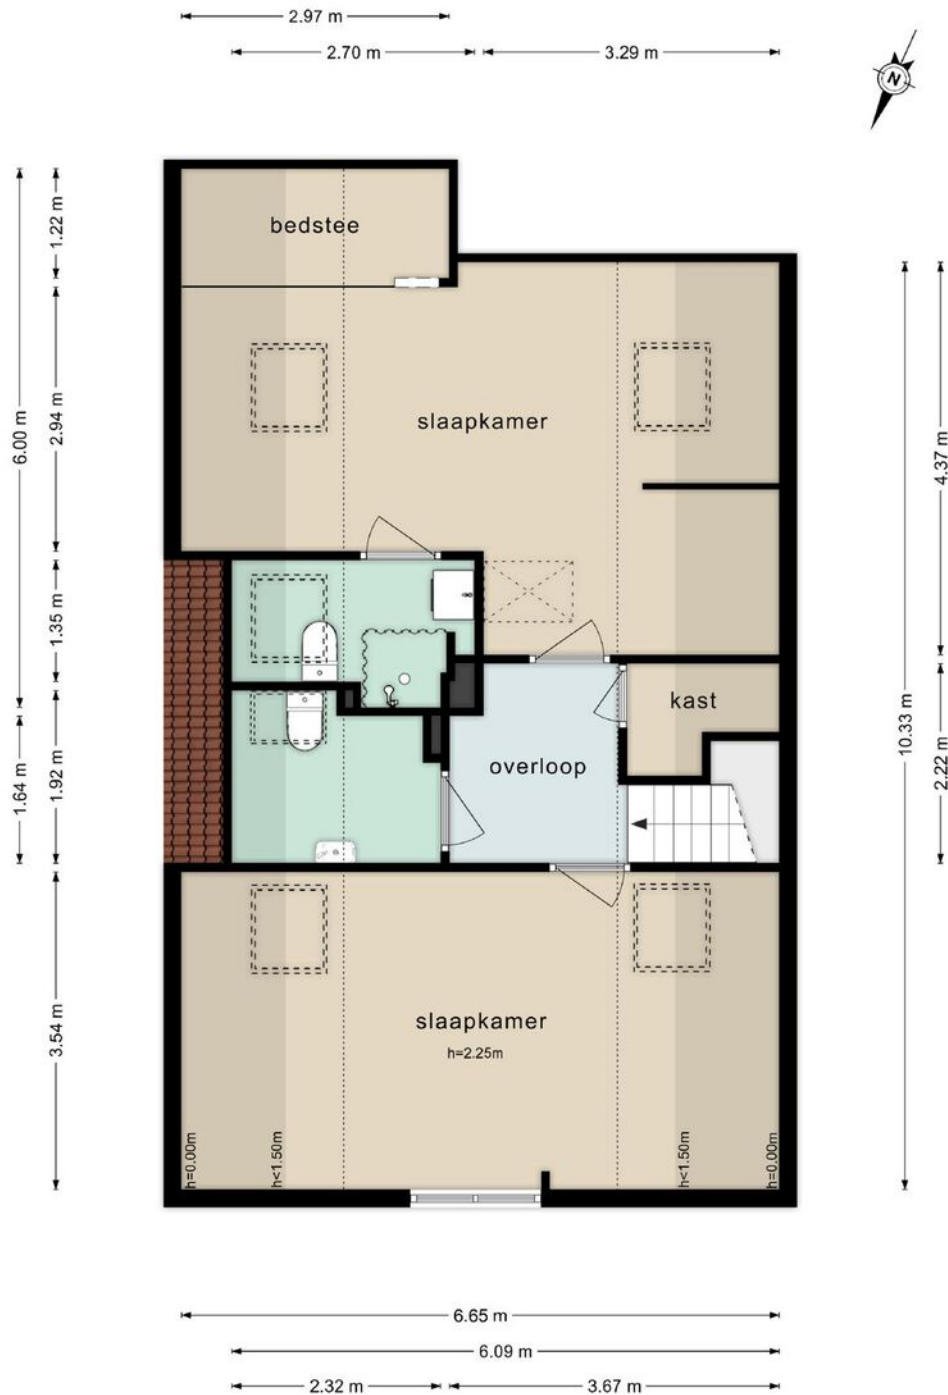 2.97 m
2.70 m
3.29 m
N
bedstee
1.22 m
6.00 m
2.94 m
slaapkamer
4.37 m
1.35 m
kast
overloop
10.33 m
2.22 m
1.64 m
1.92 m
3.54 m
slaapkamer
h=2.25m
h=0.00m
h<1.50m
h<1.50m
h=0.00m
6.65 m
6.09 m
2.32 m
3.67 m